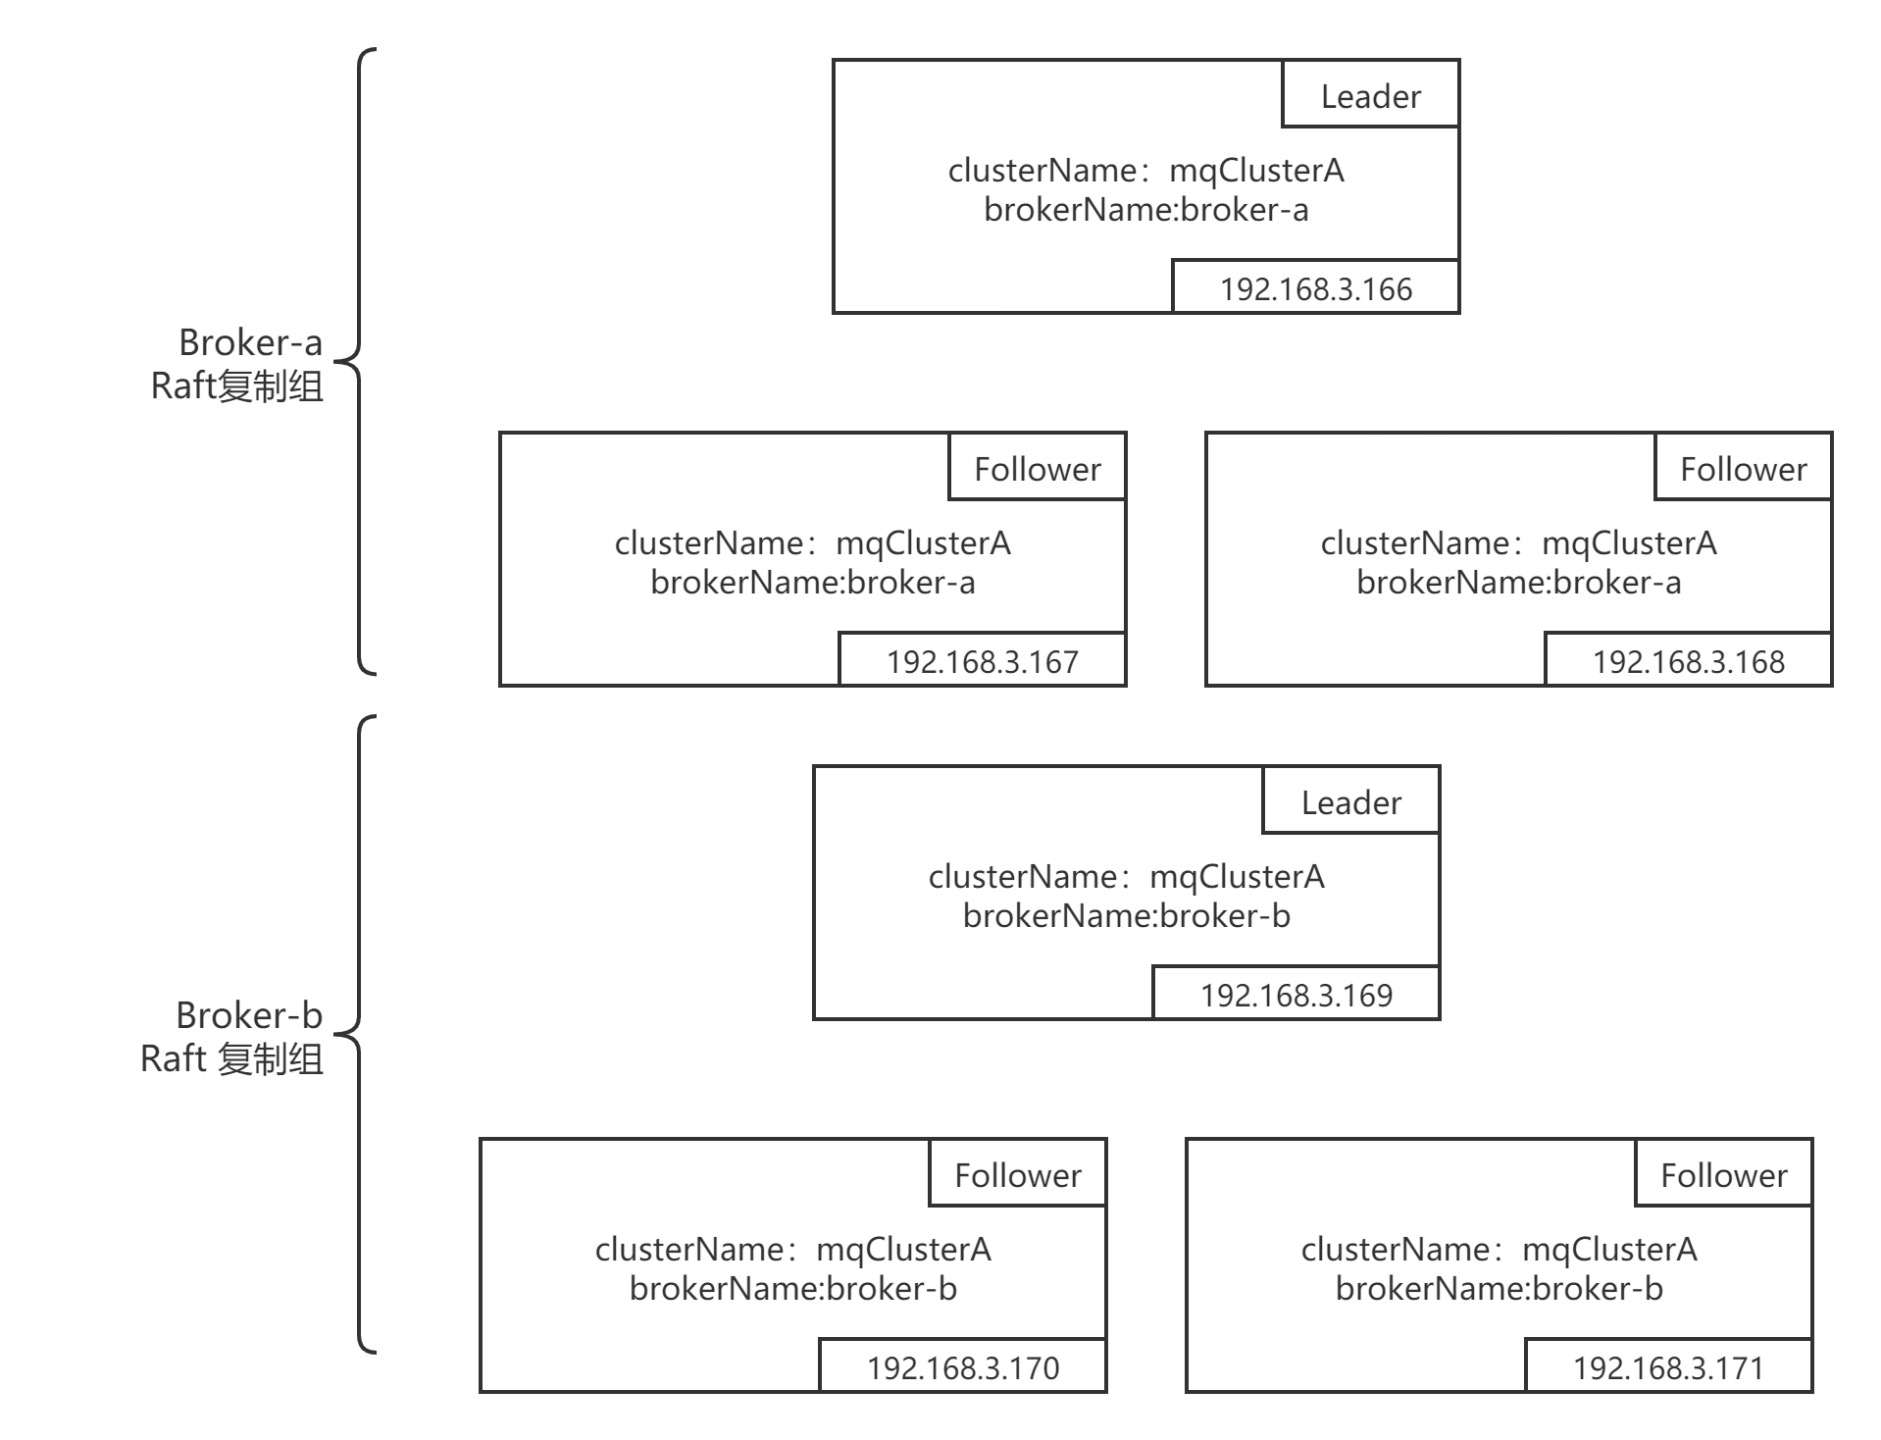 Broker-a
Raft复制组
Leader
clusterName：mqClusterA
brokerName:broker-a
192.168.3.166
Follower
clusterName：mqClusterA
brokerName:broker-a
192.168.3.167
Follower
clusterName：mqClusterA
brokerName:broker-a
192.168.3.168
Broker-b
Raft 复制组
Leader
clusterName：mqClusterA
brokerName:broker-b
192.168.3.169
Follower
clusterName：mqClusterA
brokerName:broker-b
192.168.3.170
Follower
clusterName：mqClusterA
brokerName:broker-b
192.168.3.171